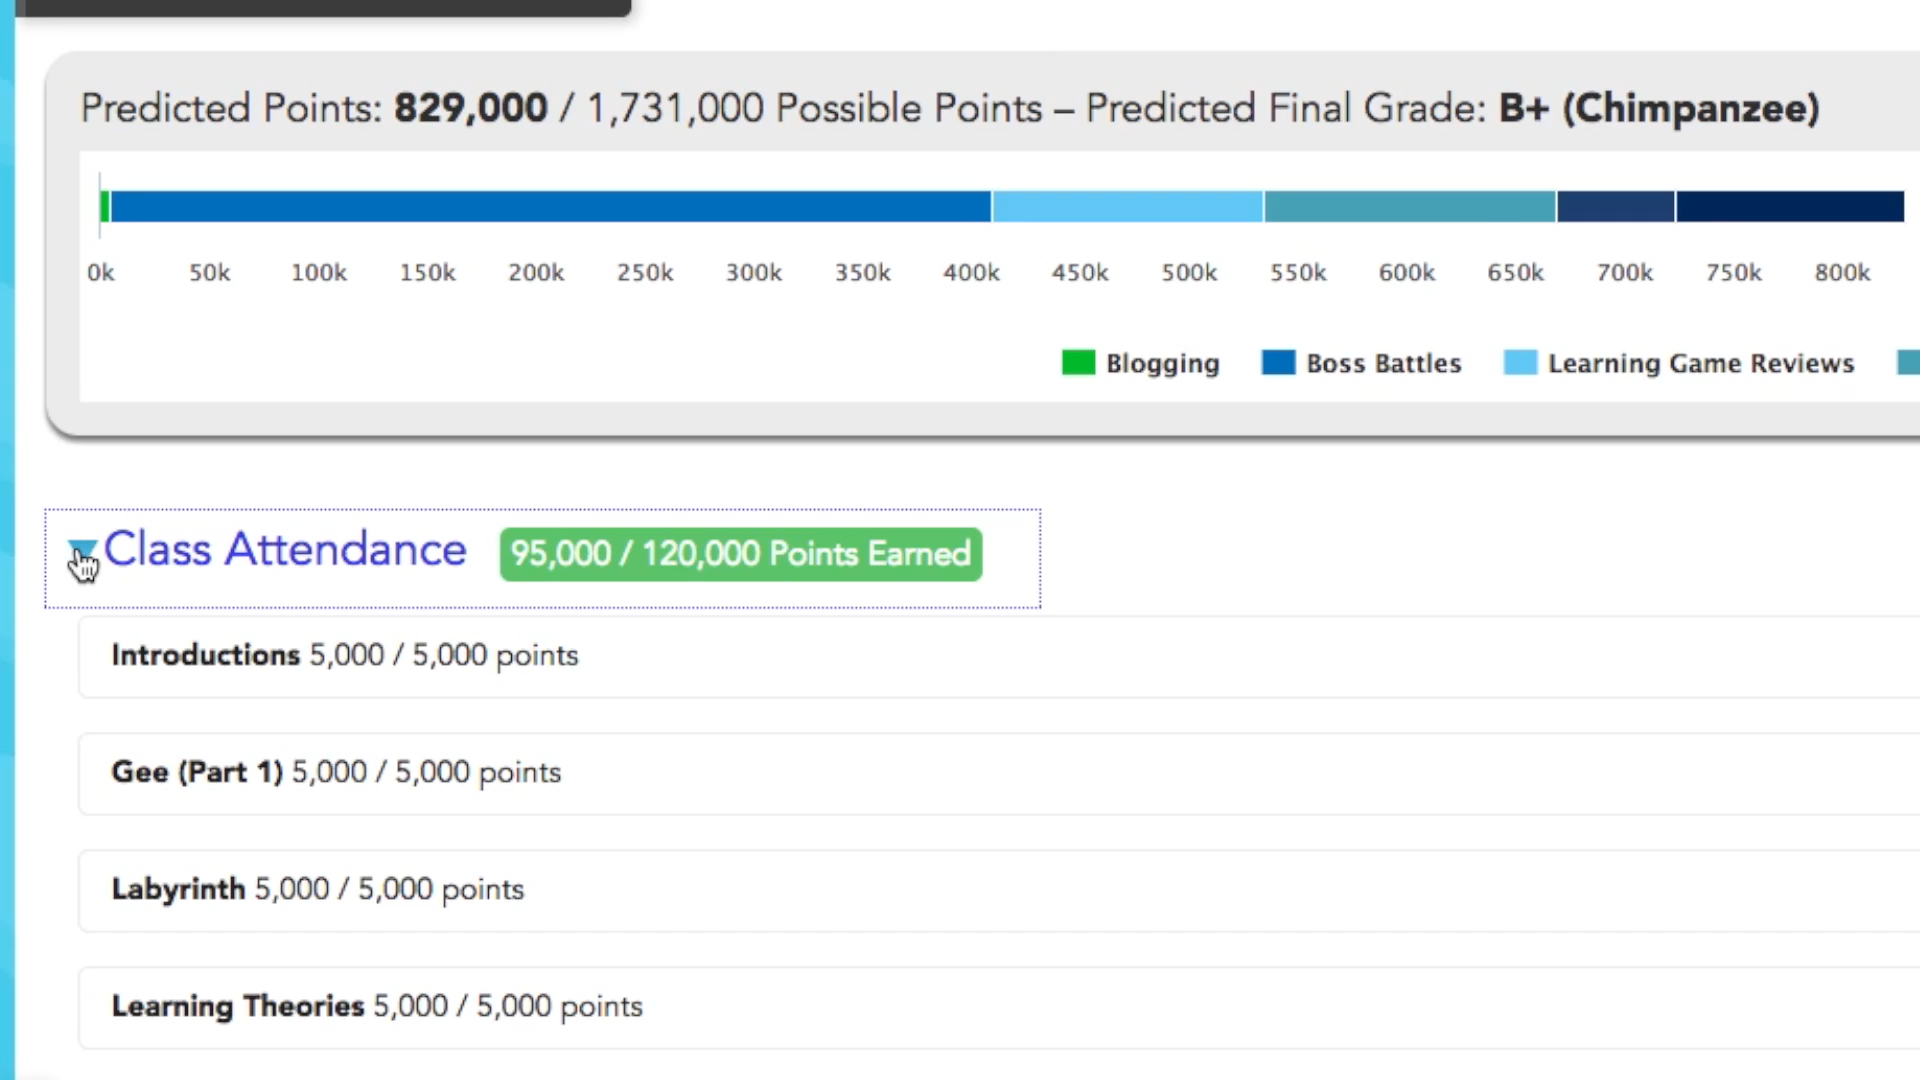 Predicted Points: 829,000 / 1,731,000 Possible Points – Predicted Final Grade: B+ (Chimpanzee)
0k 50k 100k 150k 200k 250k 300k 350k 400k 450k 500k 550k 600k 650k 700k 750k 800k
Blogging Boss Battles Learning Game Reviews
Class Attendance 95,000 / 120,000 Points Earned
Introductions 5,000 / 5,000 points
Gee (Part 1) 5,000 / 5,000 points
Labyrinth 5,000 / 5,000 points
Learning Theories 5,000 / 5,000 points